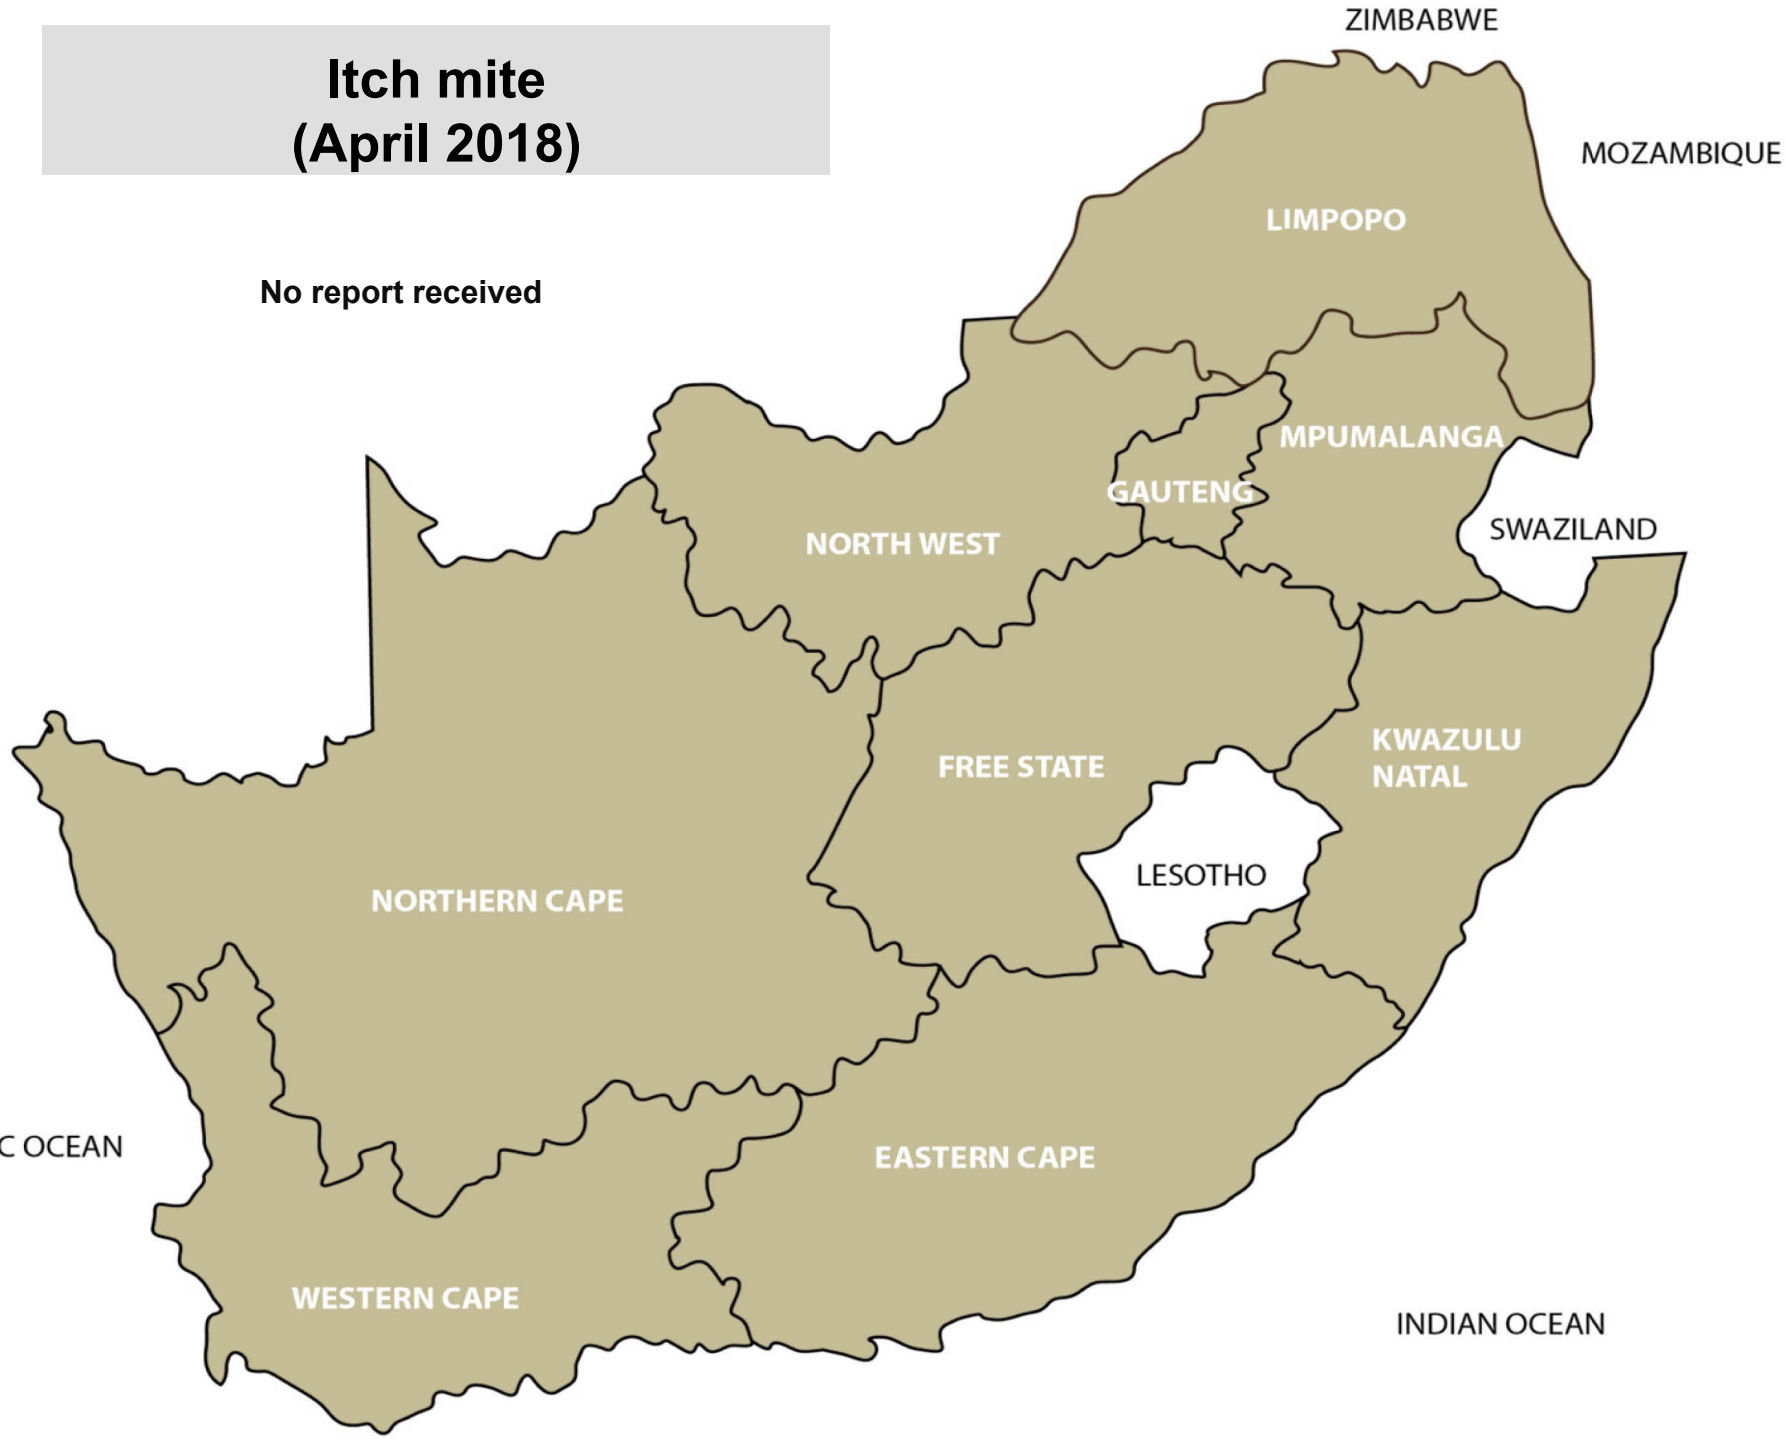 ZIMBABWE
Itch mite
(April 2018)
MOZAMBIQUE
LIMPOPO
No report received
MPUMALANGA
GAUTENG
NORTH WEST
SWAZILAND
KWAZULU
NATAL
FREE STATE
LESOTHO
NORTHERN CAPE
C OCEAN
EASTERN CAPE
WESTERN CAPE
INDIAN OCEAN